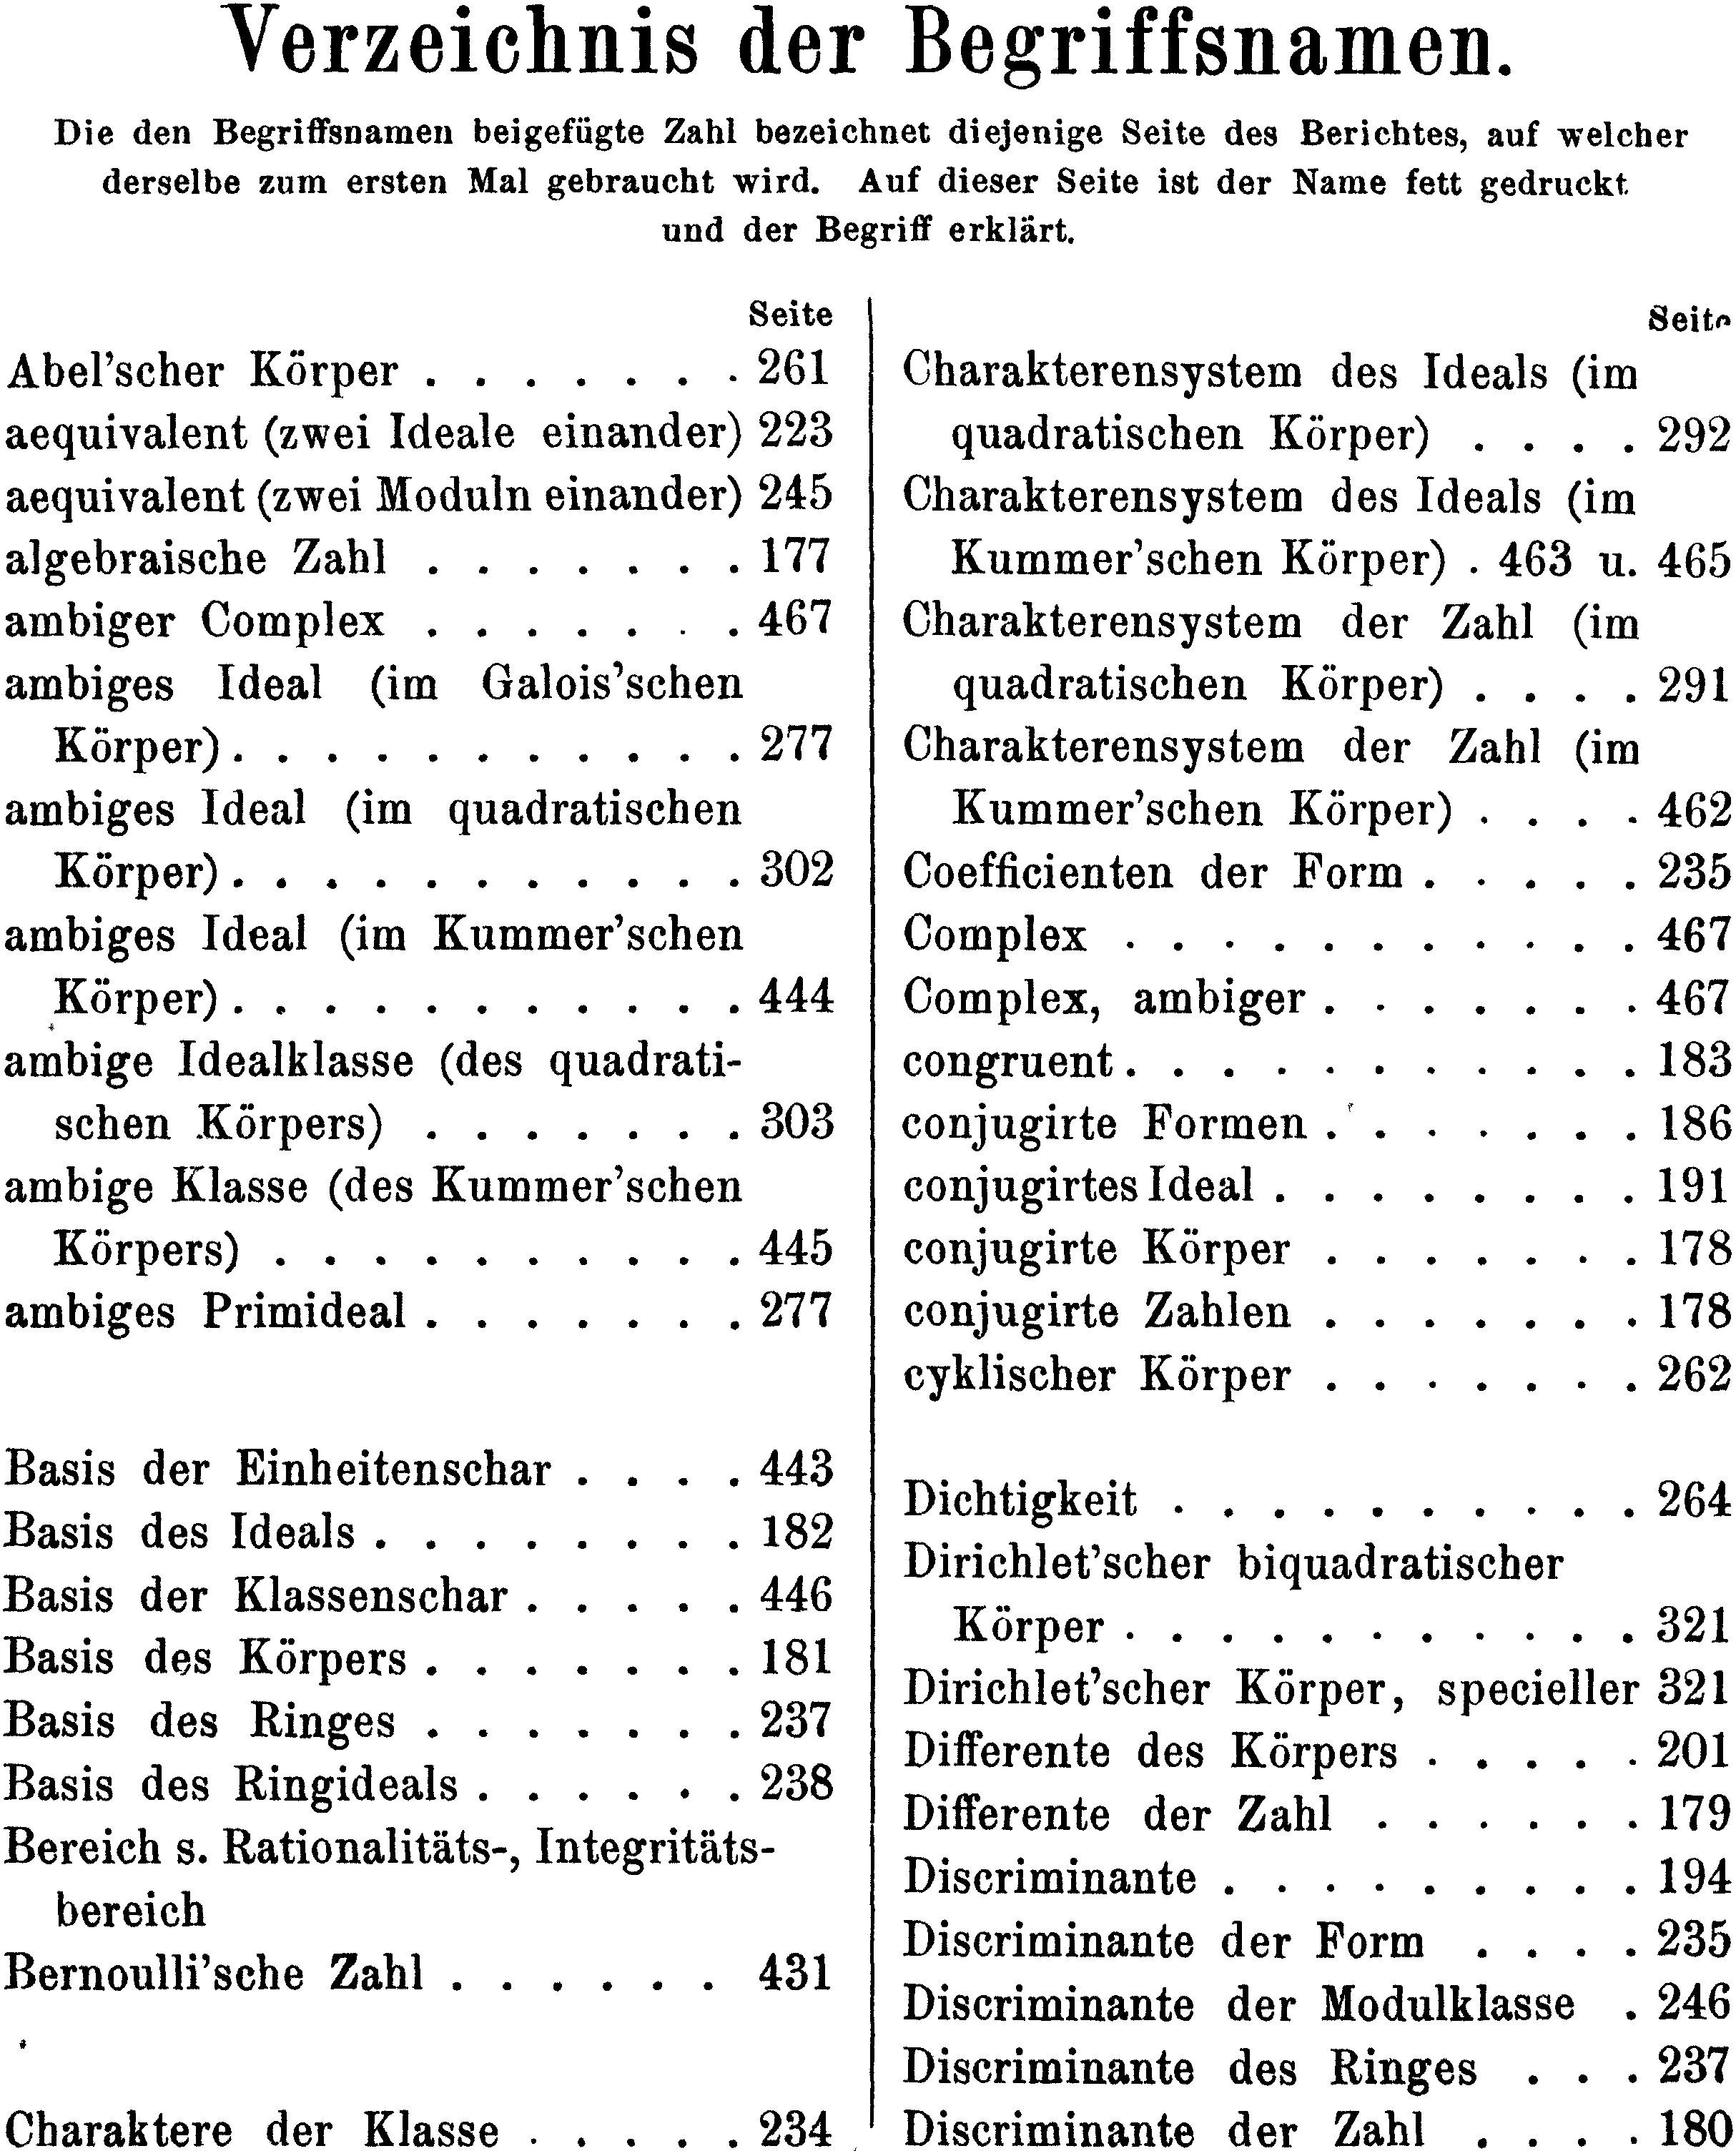 Verzeichnis der Begriffsnamen.
Die den Begriffsnamen beigefügte Zahl bezeichnet diejenige Seite des Berichtes, auf welcher
derselbe zum ersten Mal gebraucht wird. Auf dieser Seite ist der Name fett gedruckt
und der Begriff erklärt.
Seite
Abel'scher Körper . . . . . . . 261
aequivalent (zwei Ideale einander) 223
aequivalent (zwei Moduln einander) 245
algebraische Zahl . . . . . . . 177
ambiger Complex . . . . . . . 467
ambiges Ideal (im Galois'schen
Körper) . . . . . . . . . . . 277
ambiges Ideal (im quadratischen
Körper) . . . . . . . . . . . 302
ambiges Ideal (im Kummer'schen
Körper) . . . . . . . . . . . 444
ambige Idealklasse (des quadrati-
schen Körpers) . . . . . . . 303
ambige Klasse (des Kummer'schen
Körpers) . . . . . . . . . . 445
ambiges Primideal . . . . . . . 277
Basis der Einheitenschar . . . . 443
Basis des Ideals . . . . . . . . 182
Basis der Klassenschar . . . . . 446
Basis des Körpers . . . . . . . 181
Basis des Ringes . . . . . . . 237
Basis des Ringideals . . . . . . 238
Bereich s. Rationalitäts-, Integritäts-
bereich
Bernoulli'sche Zahl . . . . . . 431
Charaktere der Klasse . . . . . 234
Seite
Charakterensystem des Ideals (im
quadratischen Körper) . . . . 292
Charakterensystem des Ideals (im
Kummer'schen Körper) . 463 u. 465
Charakterensystem der Zahl (im
quadratischen Körper) . . . . 291
Charakterensystem der Zahl (im
Kummer'schen Körper) . . . . 462
Coefficienten der Form . . . . . 235
Complex . . . . . . . . . . . 467
Complex, ambiger . . . . . . . 467
congruent . . . . . . . . . . . 183
conjugirte Formen . . . . . . . 186
conjugirtes Ideal . . . . . . . . 191
conjugirte Körper . . . . . . . 178
conjugirte Zahlen . . . . . . . 178
cyklischer Körper . . . . . . . 262
Dichtigkeit . . . . . . . . . . 264
Dirichlet'scher biquadratischer
Körper . . . . . . . . . . . 321
Dirichlet'scher Körper, specieller 321
Differente des Körpers . . . . . 201
Differente der Zahl . . . . . . 179
Discriminante . . . . . . . . . 194
Discriminante der Form . . . . 235
Discriminante der Modulklasse . 246
Discriminante des Ringes . . . 237
Discriminante der Zahl . . . . 180